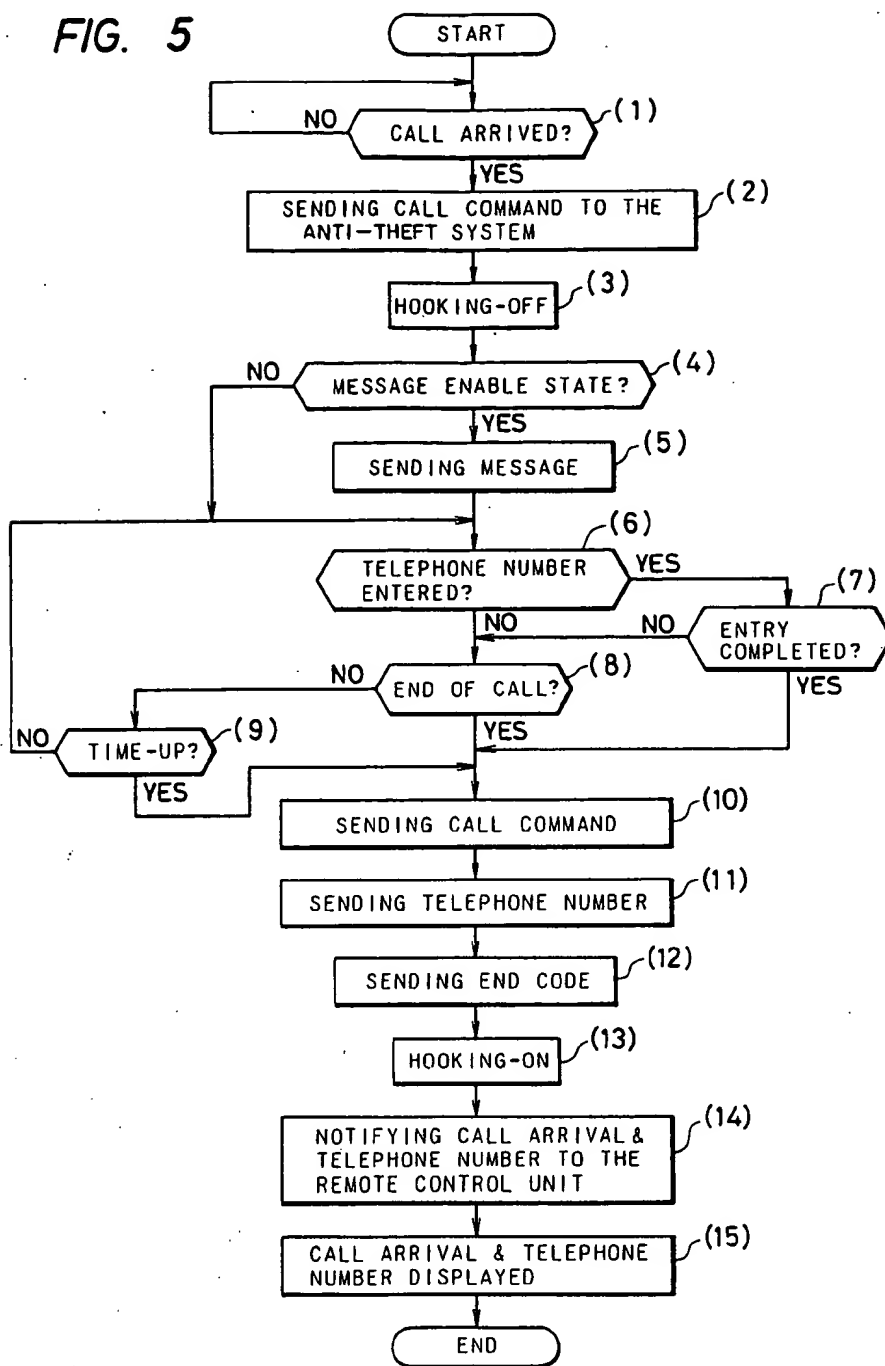 FIG. 5
START
(1)
NO
CALL ARRIVED?
YES
(2)
SENDING CALL COMMAND TO THE
ANTI-THEFT SYSTEM
(3)
HOOKING-OFF
(4)
NO
MESSAGE ENABLE STATE?
YES
(5)
SENDING MESSAGE
(6)
TELEPHONE NUMBER
ENTERED?
YES
(7)
NO
NO
ENTRY
COMPLETED?
(8)
NO
END OF CALL?
YES
YES
(9)
NO
TIME-UP?
YES
(10)
SENDING CALL COMMAND
(11)
SENDING TELEPHONE NUMBER
(12)
SENDING END CODE
(13)
HOOKING-ON
(14)
NOTIFYING CALL ARRIVAL &
TELEPHONE NUMBER TO THE
REMOTE CONTROL UNIT
(15)
CALL ARRIVAL & TELEPHONE
NUMBER DISPLAYED
END